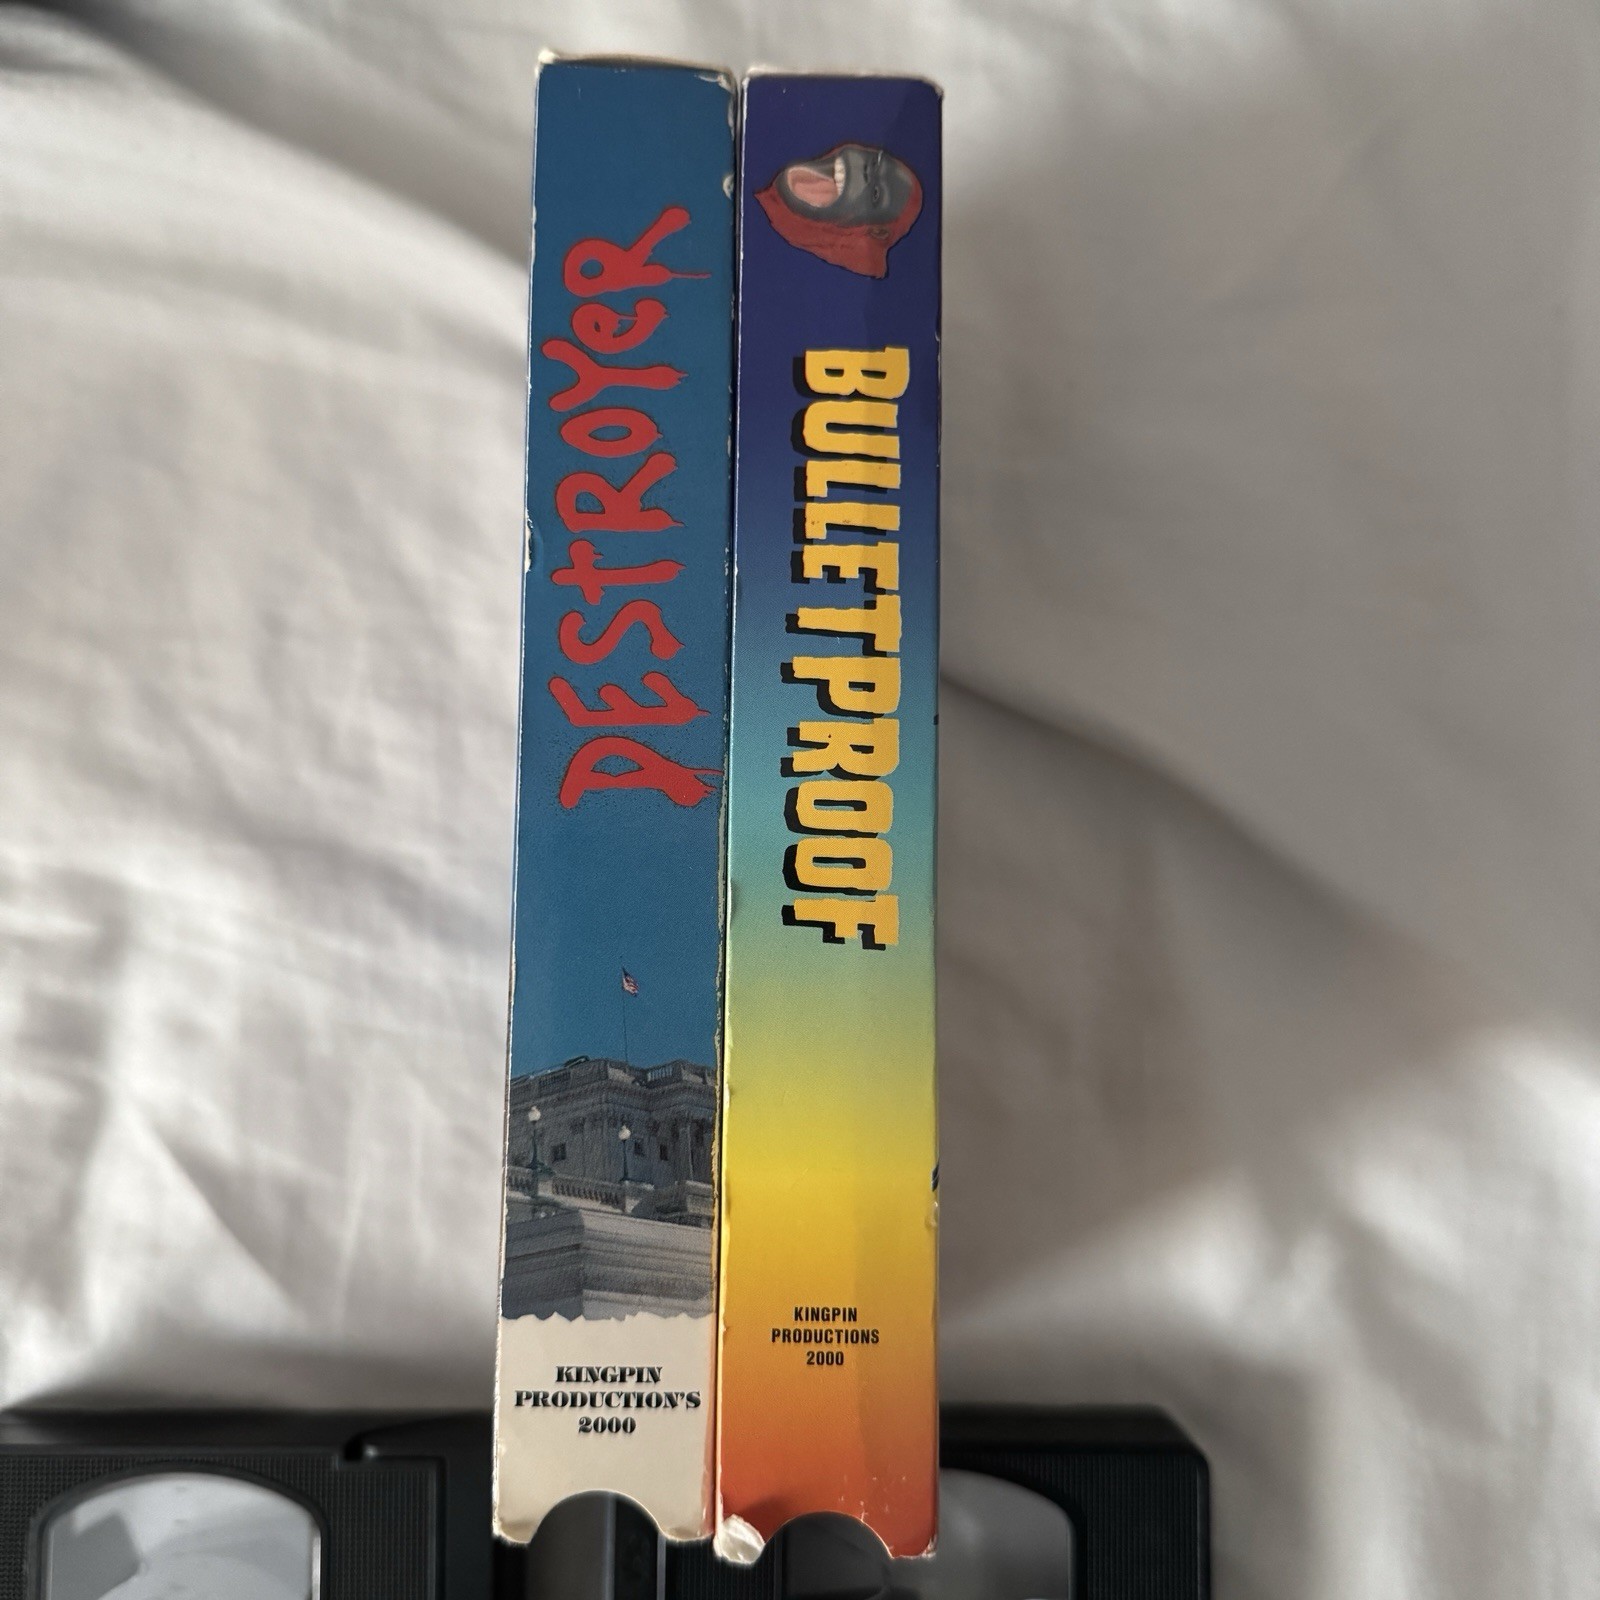 DESTROYER
KINGPIN
PRODUCTION'S
2000
BULLETPROOF
KINGPIN
PRODUCTIONS
2000